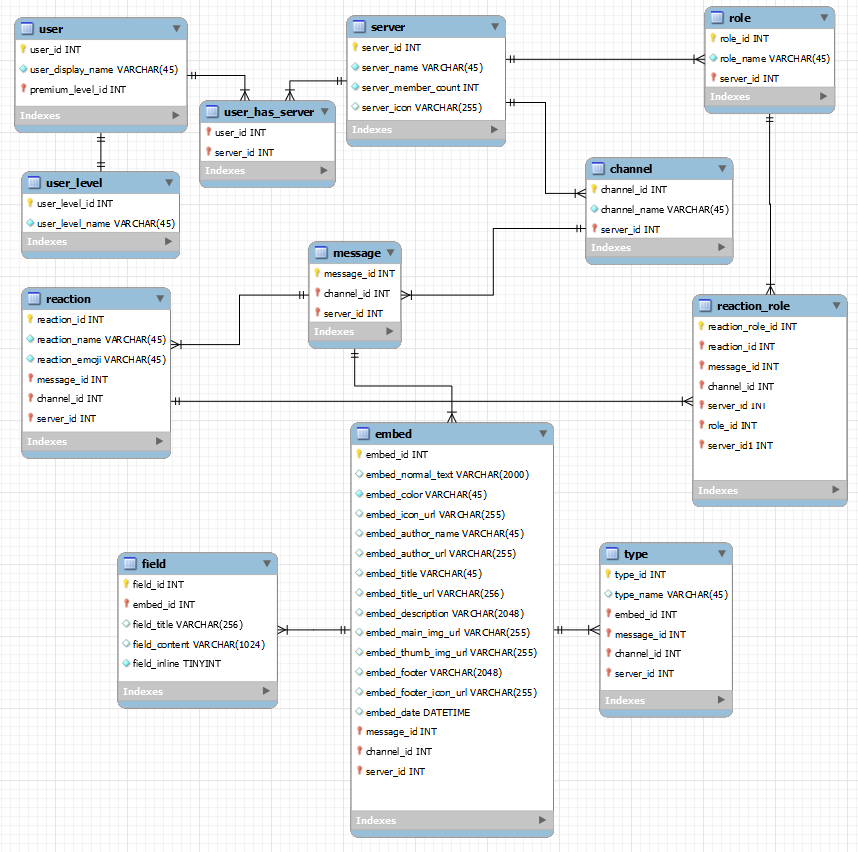 user
user_id INT
user_display_name VARCHAR(45)
premium_level_id INT
Indexes
server
server_id INT
server_name VARCHAR(45)
server_member_count INT
server_icon VARCHAR(255)
Indexes
role
role_id INT
role_name VARCHAR(45)
server_id INT
Indexes
user_has_server
user_id INT
server_id INT
Indexes
user_level
user_level_id INT
user_level_name VARCHAR(45)
Indexes
channel
channel_id INT
channel_name VARCHAR(45)
server_id INT
Indexes
message
message_id INT
channel_id INT
server_id INT
Indexes
reaction
reaction_id INT
reaction_name VARCHAR(45)
reaction_emoji VARCHAR(45)
message_id INT
channel_id INT
server_id INT
Indexes
reaction_role
reaction_role_id INT
reaction_id INT
message_id INT
channel_id INT
server_id INT
role_id INT
server_id1 INT
Indexes
embed
embed_id INT
embed_normal_text VARCHAR(2000)
embed_color VARCHAR(45)
embed_icon_url VARCHAR(255)
embed_author_name VARCHAR(45)
embed_author_url VARCHAR(255)
embed_title VARCHAR(45)
embed_title_url VARCHAR(256)
embed_description VARCHAR(2048)
embed_main_img_url VARCHAR(255)
embed_thumb_img_url VARCHAR(255)
embed_footer VARCHAR(2048)
embed_footer_icon_url VARCHAR(255)
embed_date DATETIME
message_id INT
channel_id INT
server_id INT
Indexes
field
field_id INT
embed_id INT
field_title VARCHAR(256)
field_content VARCHAR(1024)
field_inline TINYINT
Indexes
type
type_id INT
type_name VARCHAR(45)
embed_id INT
message_id INT
channel_id INT
server_id INT
Indexes